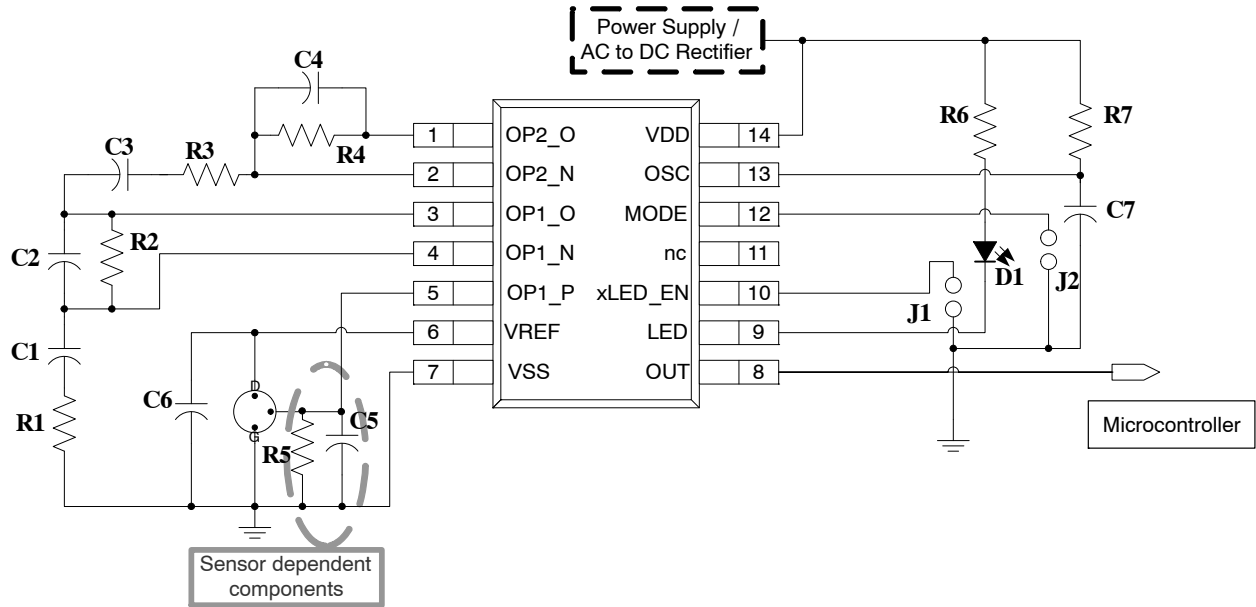 Power Supply /
AC to DC Rectifier
C4
R4
C3
R3
R6
R7
C2
R2
C1
R1
C6
D
G
R5
C5
1 OP2_O
2 OP2_N
3 OP1_O
4 OP1_N
5 OP1_P
6 VREF
7 VSS
VDD 14
OSC 13
MODE 12
nc 11
xLED_EN 10
LED 9
OUT 8
C7
D1
J2
J1
Microcontroller
Sensor dependent
components